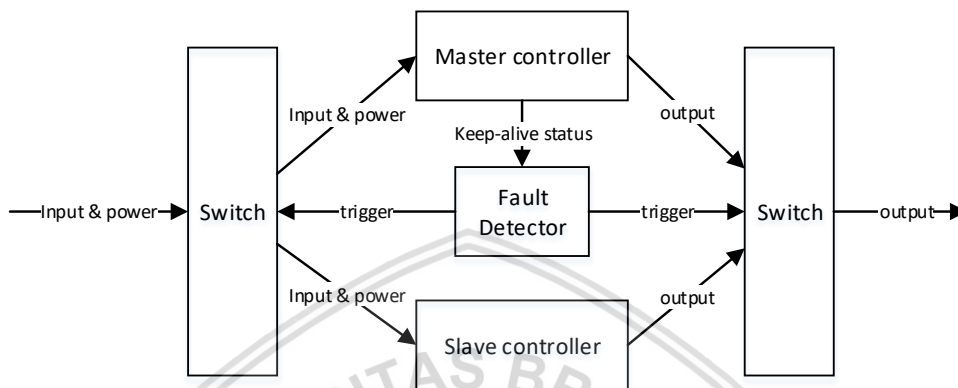 Master controller
Input & power
output
Keep-alive status
Input & power
Switch
trigger
Fault
Detector
trigger
Switch
output
Input & power
output
Slave controller